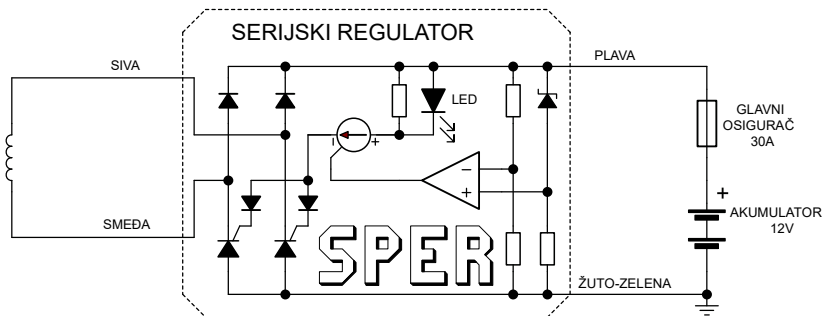 SERIJSKI REGULATOR
SIVA
PLAVA
LED
GLAVNI
OSIGURAČ
30A
- +
−
+
+
AKUMULATOR
12V
SMEĐA
SPER
ŽUTO-ZELENA